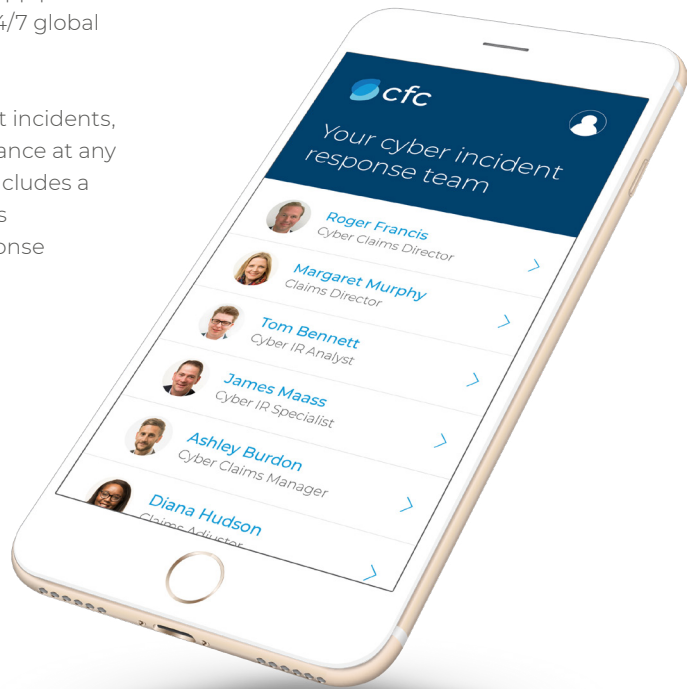 4/7 global
t incidents,
ance at any
cludes a
s
onse
cfc
Your cyber incident
response team
Roger Francis
Cyber Claims Director
Margaret Murphy
Claims Director
Tom Bennett
Cyber IR Analyst
James Maass
Cyber IR Specialist
Ashley Burdon
Cyber Claims Manager
Diana Hudson
Claims Adjuster